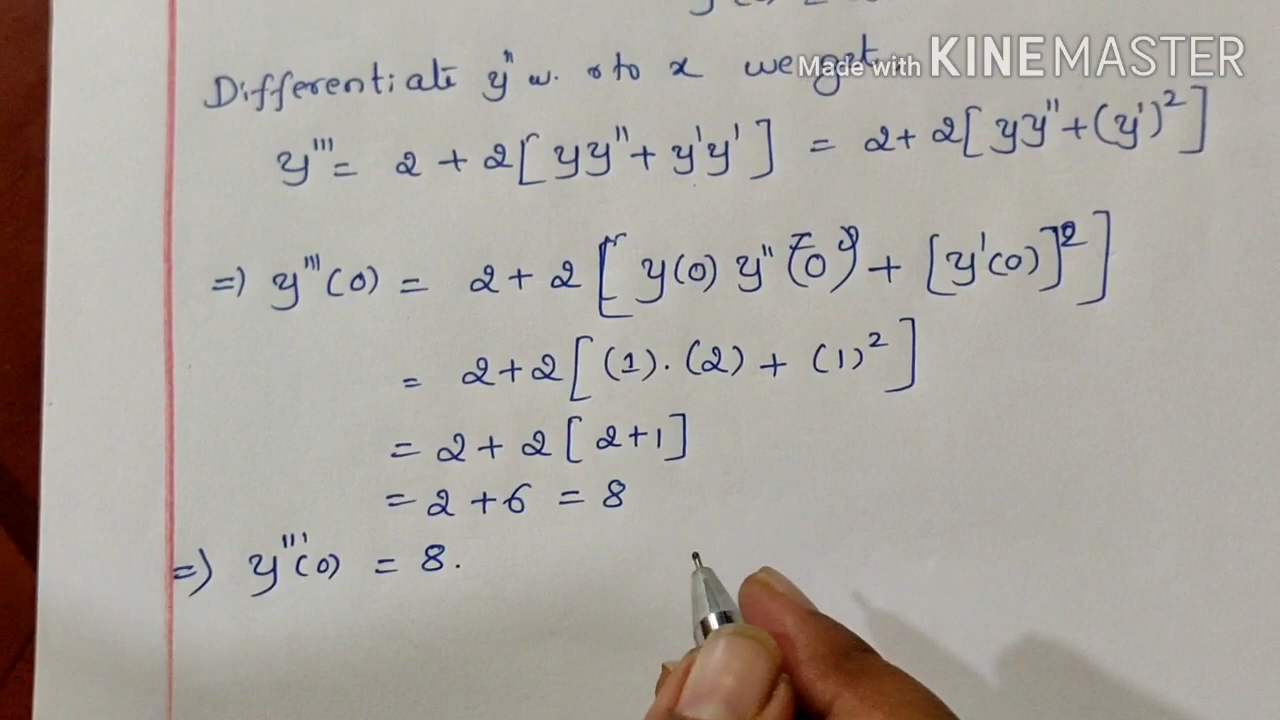 Differentiate y" w. r to x we get
Made with KINEMASTER
y''' = 2 + 2[yy'' + y'y'] = 2+ 2[yy'' + (y')²]
=) y'''(0) = 2 + 2 [y(0) y''(0) + [y'(0)]²]
= 2+2[(1).(2) + (1)²]
= 2 + 2 [2+1]
= 2 + 6 = 8
=) y'''(0) = 8.